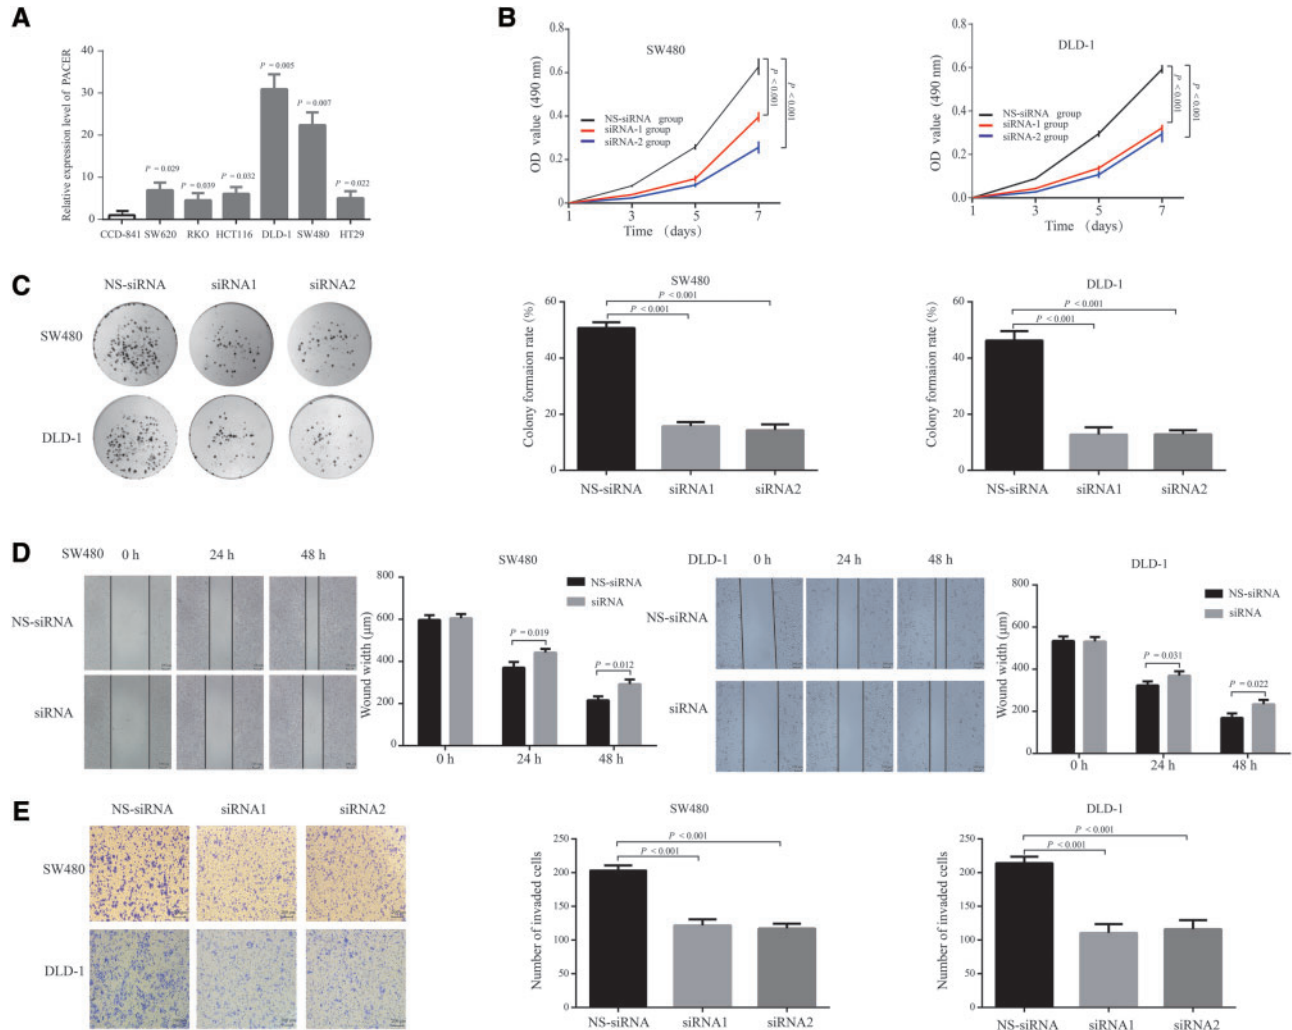 A
Relative expression level of PACER
40
30
20
10
0
P = 0.029
P = 0.039
P = 0.032
P = 0.005
P = 0.007
P = 0.022
CCD-841 SW620 RKO HCT116 DLD-1 SW480 HT29
B
SW480
OD value (490 nm)
0.8
0.6
0.4
0.2
0.0
NS-siRNA group
siRNA-1 group
siRNA-2 group
P < 0.001
P < 0.001
1 3 5 7
Time (days)
DLD-1
OD value (490 nm)
0.8
0.6
0.4
0.2
0.0
NS-siRNA group
siRNA-1 group
siRNA-2 group
P < 0.001
P < 0.001
1 3 5 7
Time (days)
C
NS-siRNA siRNA1 siRNA2
SW480
DLD-1
SW480
Colony formaion rate (%)
60
40
20
0
P < 0.001
P < 0.001
NS-siRNA siRNA1 siRNA2
DLD-1
Colony formaion rate (%)
60
40
20
0
P < 0.001
P < 0.001
NS-siRNA siRNA1 siRNA2
D
SW480 0 h 24 h 48 h
NS-siRNA
siRNA
SW480
Wound width (μm)
800
600
400
200
0
NS-siRNA
siRNA
P = 0.019
P = 0.012
0 h 24 h 48 h
DLD-1 0 h 24 h 48 h
NS-siRNA
siRNA
DLD-1
Wound width (μm)
800
600
400
200
0
NS-siRNA
siRNA
P = 0.031
P = 0.022
0 h 24 h 48 h
E
NS-siRNA siRNA1 siRNA2
SW480
DLD-1
SW480
Number of invaded cells
250
200
150
100
50
0
P < 0.001
P < 0.001
NS-siRNA siRNA1 siRNA2
DLD-1
Number of invaded cells
250
200
150
100
50
0
P < 0.001
P < 0.001
NS-siRNA siRNA1 siRNA2